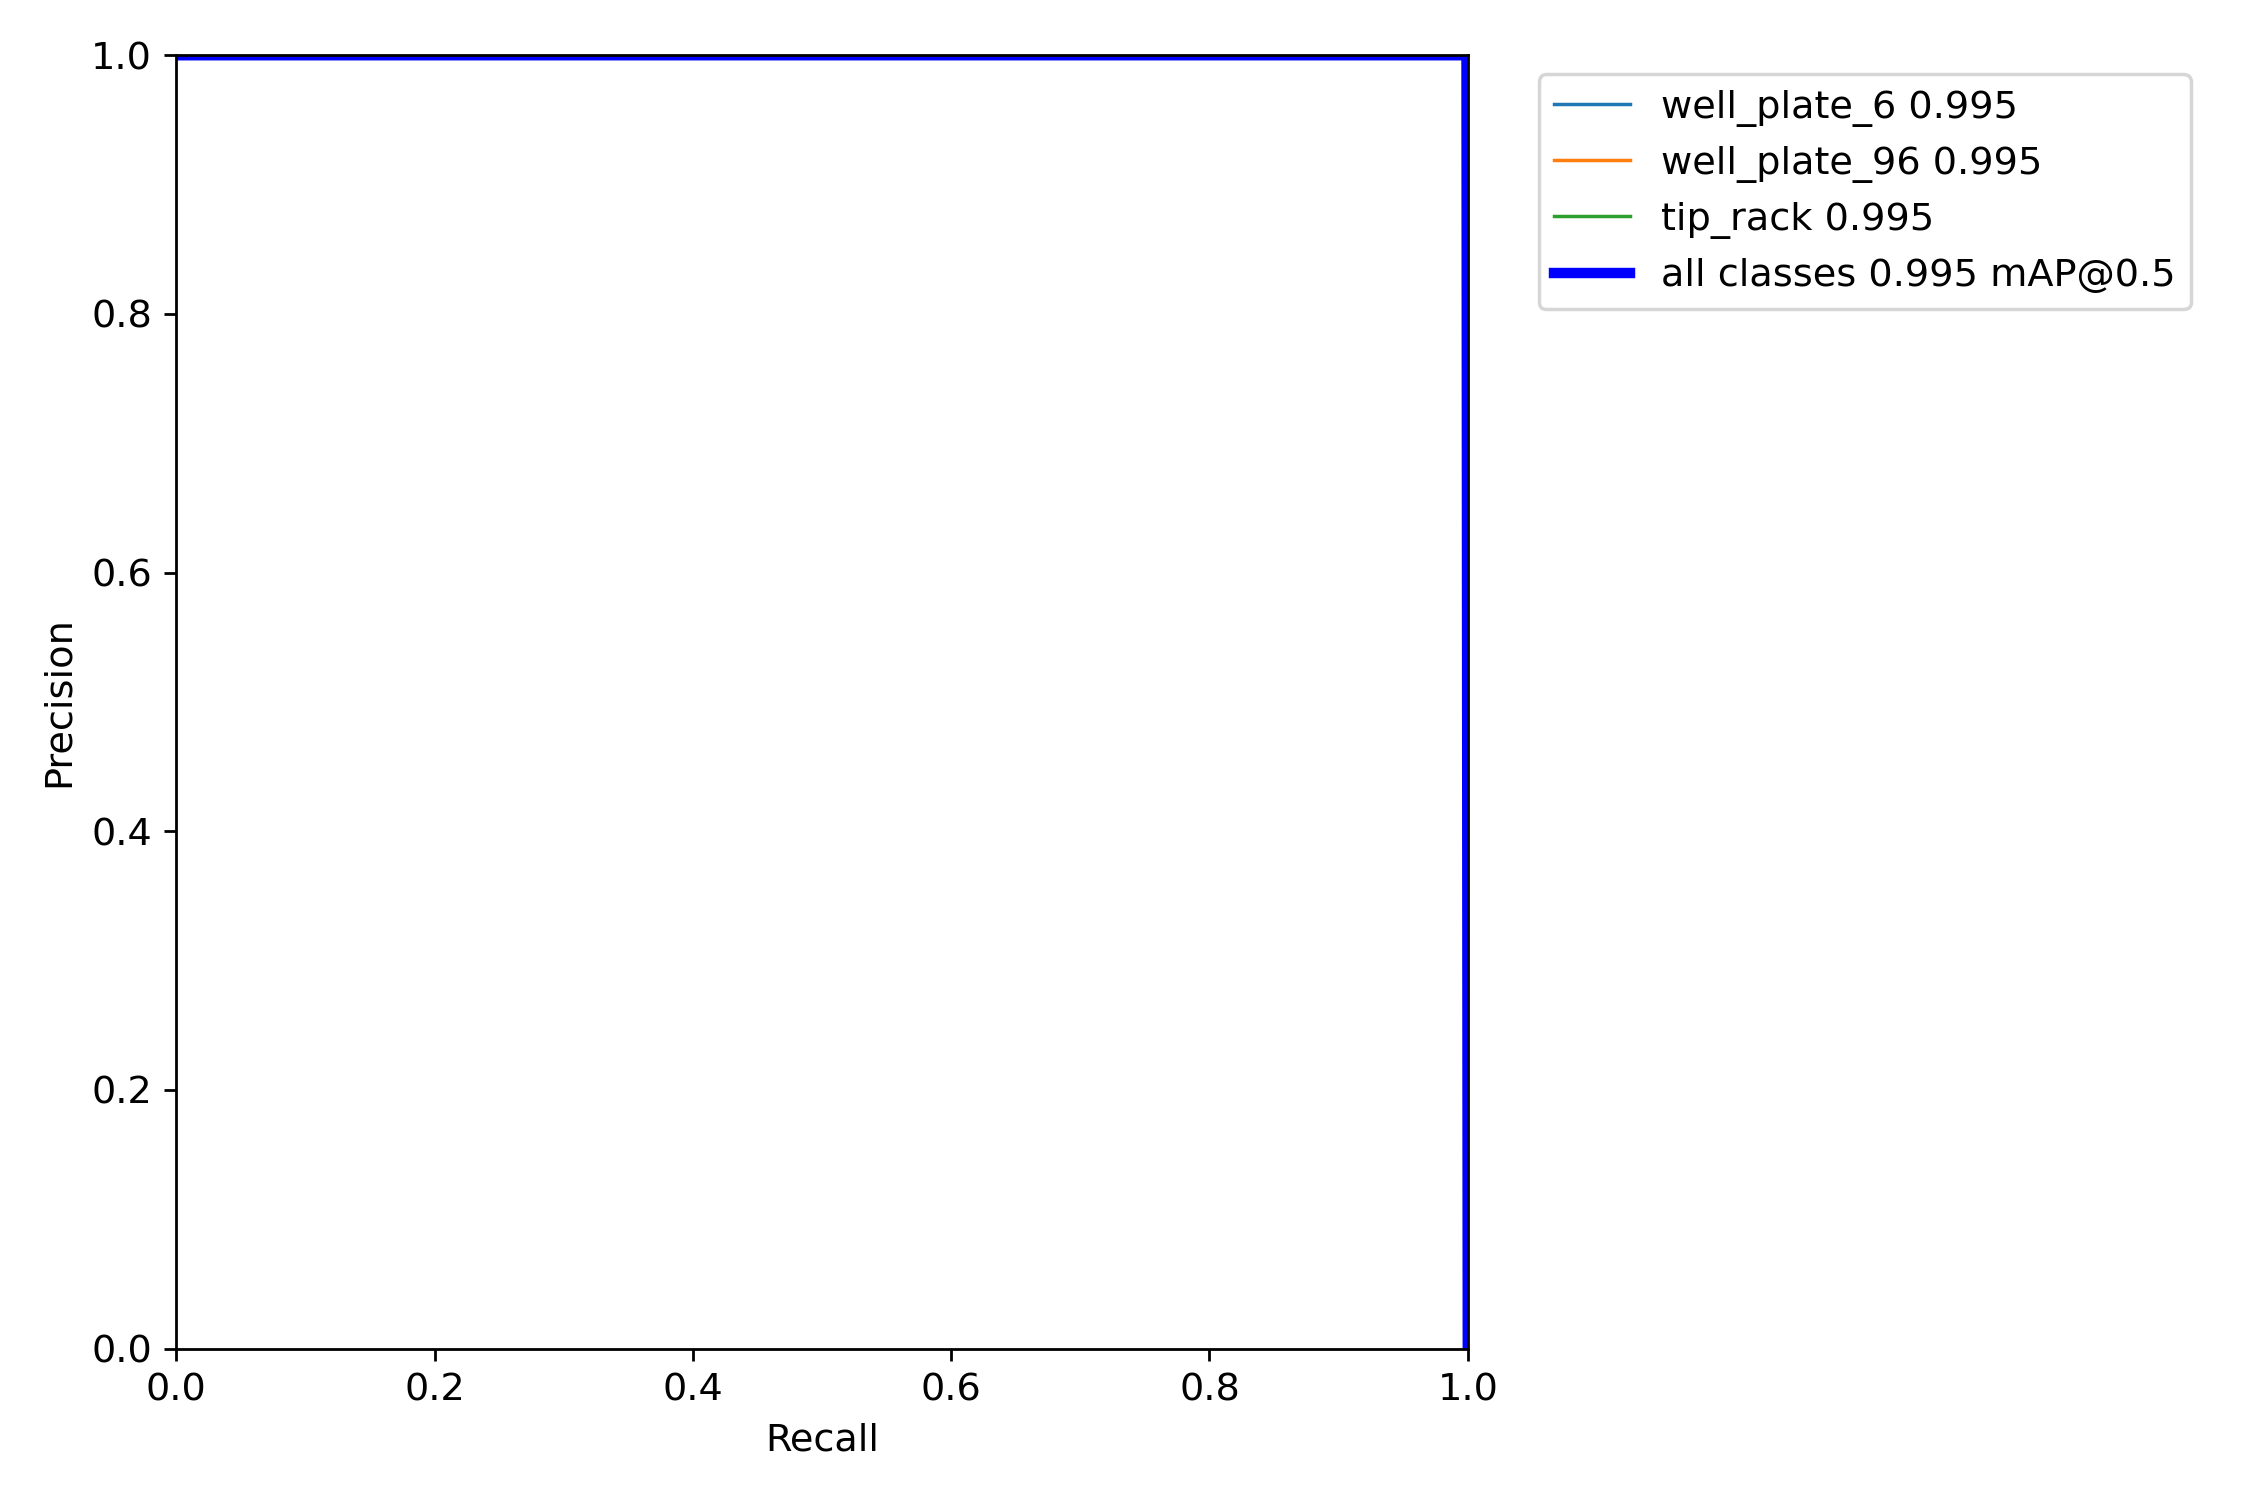 1.0
0.8
0.6
0.4
0.2
0.0
Precision
0.0 0.2 0.4 0.6 0.8 1.0
Recall
well_plate_6 0.995
well_plate_96 0.995
tip_rack 0.995
all classes 0.995 mAP@0.5